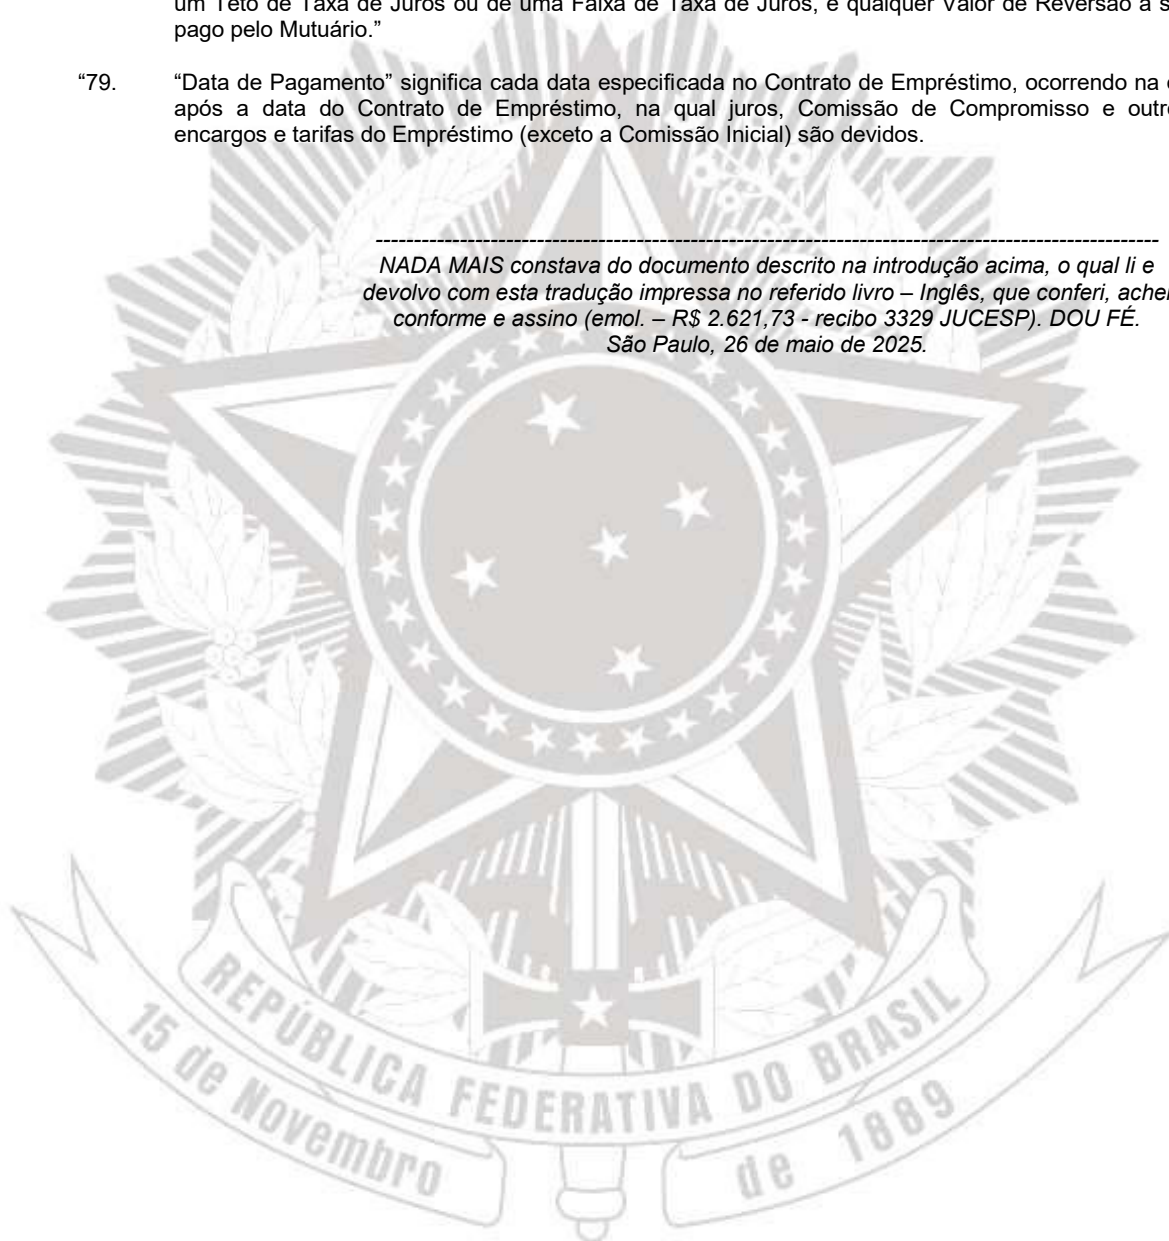 um Teto de Taxa de Juros ou de uma Faixa de Taxa de Juros, e qualquer Valor de Reversão a s
pago pelo Mutuário.”
“79. “Data de Pagamento” significa cada data especificada no Contrato de Empréstimo, ocorrendo na
após a data do Contrato de Empréstimo, na qual juros, Comissão de Compromisso e outr
encargos e tarifas do Empréstimo (exceto a Comissão Inicial) são devidos.
NADA MAIS constava do documento descrito na introdução acima, o qual li e
devolvo com esta tradução impressa no referido livro – Inglês, que conferi, achei
conforme e assino (emol. – R$ 2.621,73 - recibo 3329 JUCESP). DOU FÉ.
São Paulo, 26 de maio de 2025.
REPÚBLICA FEDERATIVA DO BRASIL
15 de Novembro de 1889